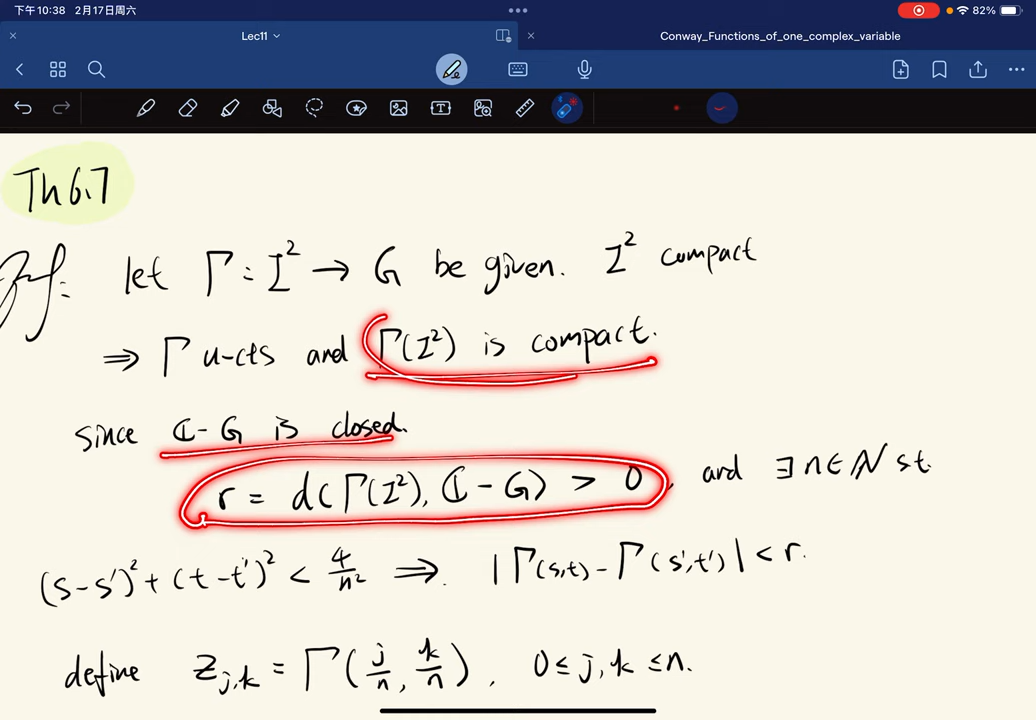 下午10:38 2月17日周六
82%
Lec11
Conway_Functions_of_one_complex_variable
Th 6.7
Prf: let Γ: I² → G be given. I² compact
⇒ Γ u-cts and Γ(I²) is compact.
since ℂ-G is closed.
r = d(Γ(I²), ℂ-G) > 0, and ∃ n ∈ ℕ st.
(s-s')² + (t-t')² < 4/n² ⇒ |Γ(s,t) - Γ(s',t')| < r.
define Z_{j,k} = Γ(j/n, k/n), 0 ≤ j, k ≤ n.